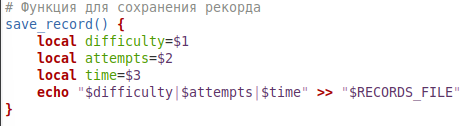 # Функция для сохранения рекорда
save_record() {
    local difficulty=$1
    local attempts=$2
    local time=$3
    echo "$difficulty|$attempts|$time" >> "$RECORDS_FILE"
}